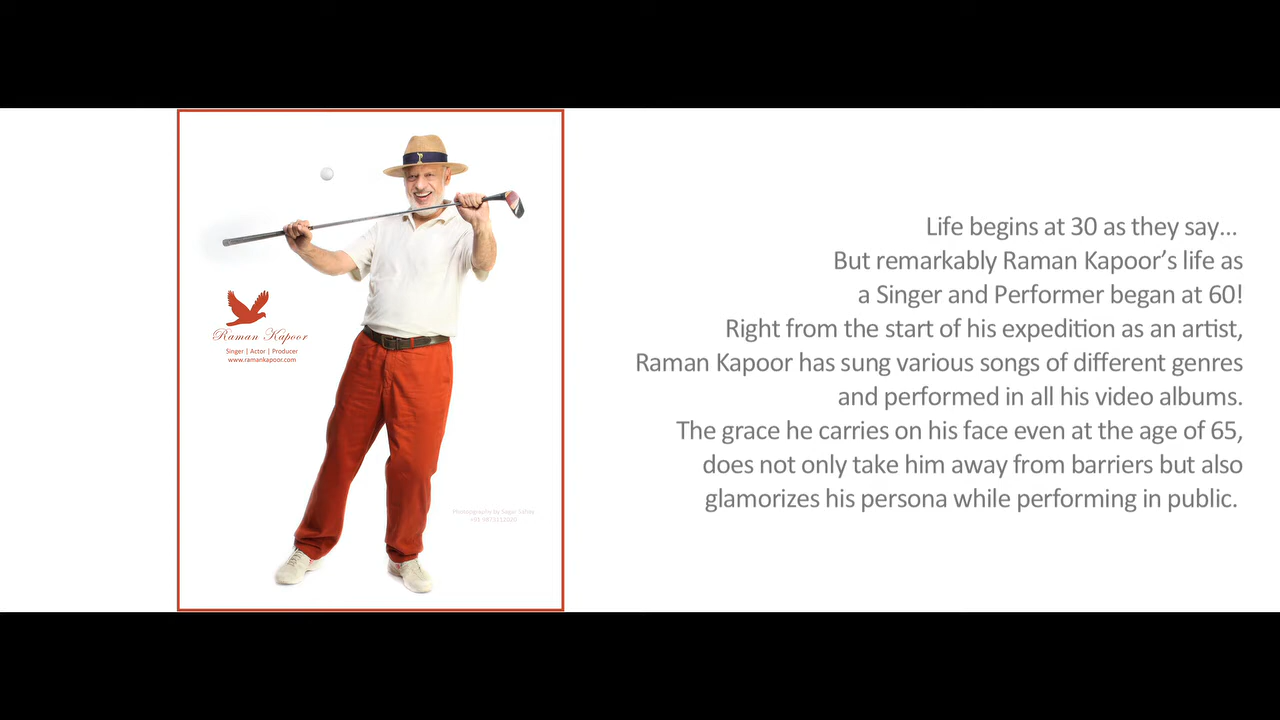 Raman Kapoor
Singer | Actor | Producer
www.ramankapoor.com
Life begins at 30 as they say...
But remarkably Raman Kapoor’s life as
a Singer and Performer began at 60!
Right from the start of his expedition as an artist,
Raman Kapoor has sung various songs of different genres
and performed in all his video albums.
The grace he carries on his face even at the age of 65,
does not only take him away from barriers but also
glamorizes his persona while performing in public.
Photography by Sagar